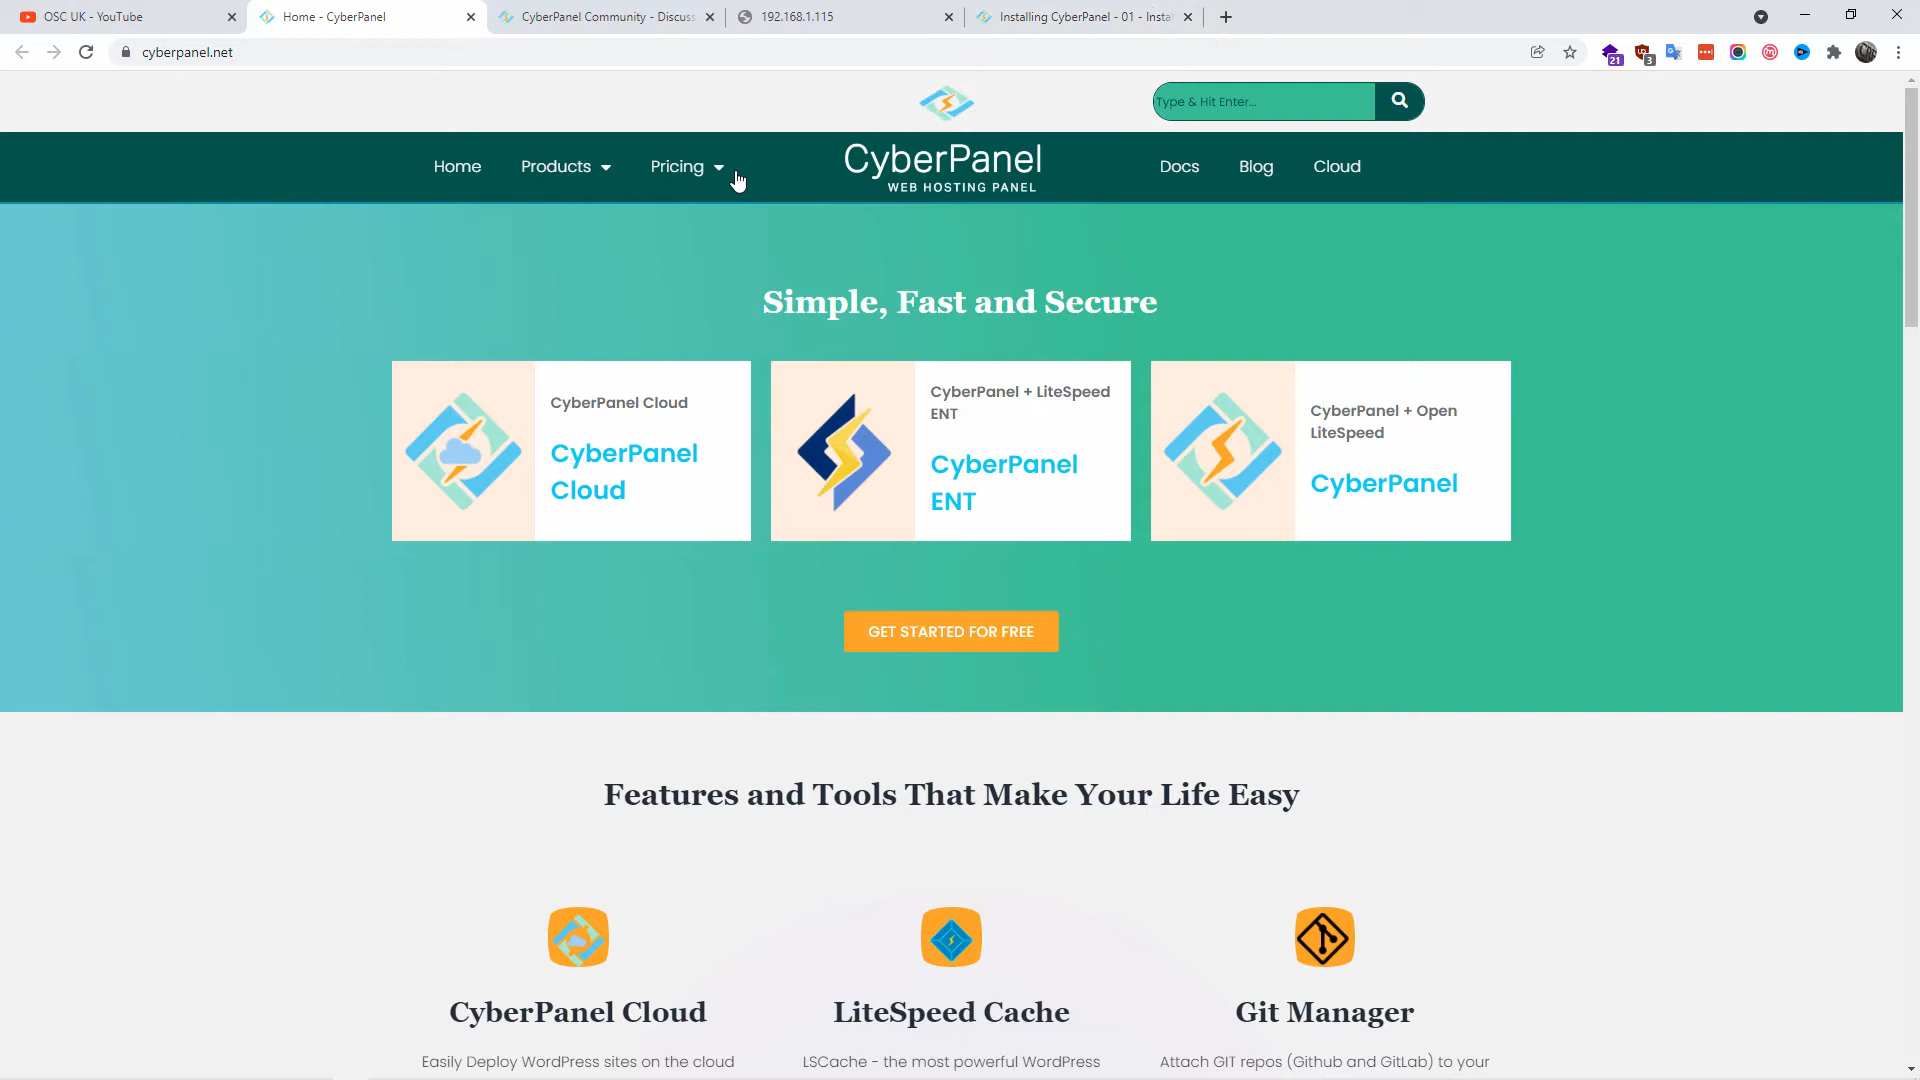 OSC UK - YouTube
Home - CyberPanel
CyberPanel Community - Discuss
192.168.1.115
Installing CyberPanel - 01 - Insta
cyberpanel.net
21
3
Type & Hit Enter...
Home
Products
Pricing
CyberPanel
WEB HOSTING PANEL
Docs
Blog
Cloud
Simple, Fast and Secure
CyberPanel Cloud
CyberPanel
Cloud
CyberPanel + LiteSpeed
ENT
CyberPanel
ENT
CyberPanel + Open
LiteSpeed
CyberPanel
GET STARTED FOR FREE
Features and Tools That Make Your Life Easy
CyberPanel Cloud
Easily Deploy WordPress sites on the cloud
LiteSpeed Cache
LSCache - the most powerful WordPress
Git Manager
Attach GIT repos (Github and GitLab) to your